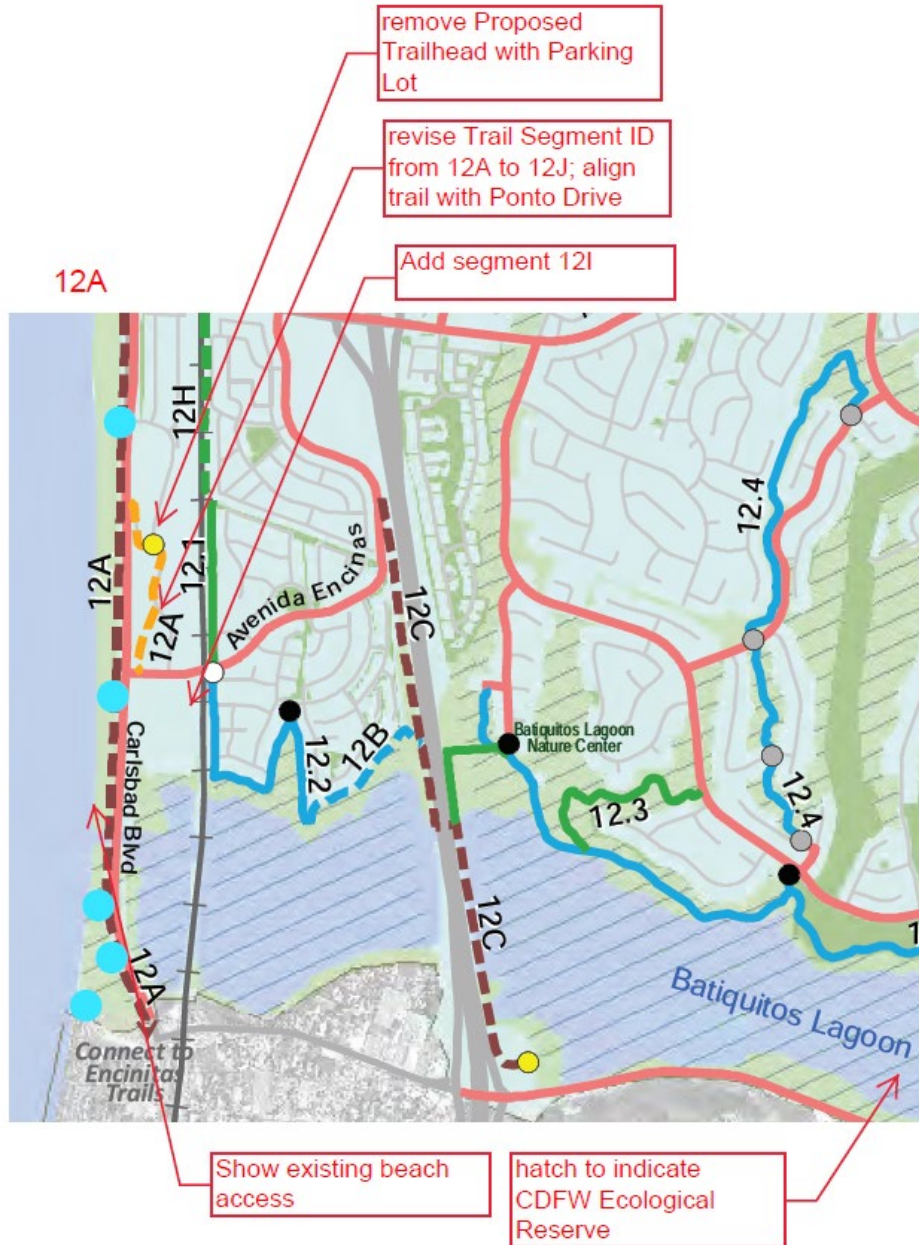 remove Proposed
Trailhead with Parking
Lot
revise Trail Segment ID
from 12A to 12J; align
trail with Ponto Drive
Add segment 12I
12A
12H
12.1
12A
12A
Avenida Encinas
12C
12.4
Carlsbad Blvd
12.2
12B
Batiquitos Lagoon
Nature Center
12.3
12.4
12C
12A
Batiquitos Lagoon
Connect to
Encinitas
Trails
Show existing beach
access
hatch to indicate
CDFW Ecological
Reserve